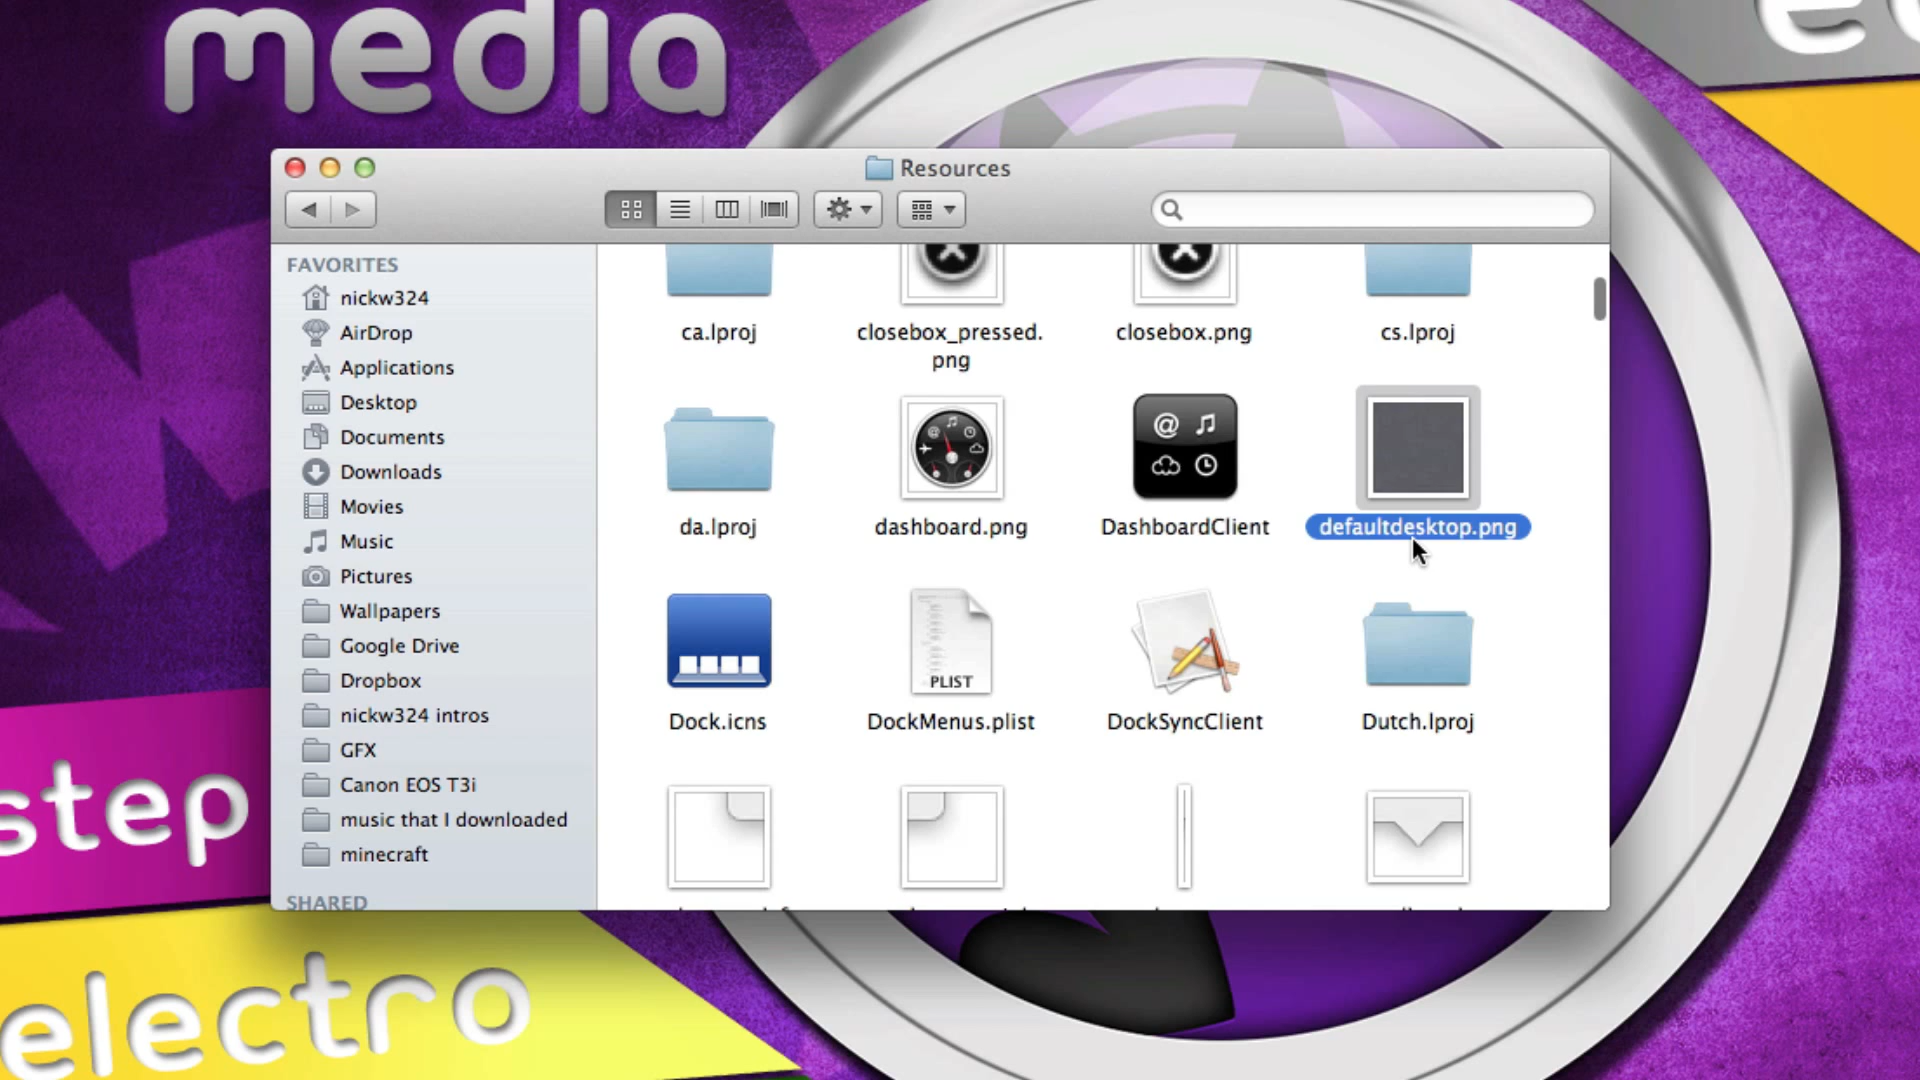 media
Resources
FAVORITES
nickw324
AirDrop
Applications
Desktop
Documents
Downloads
Movies
Music
Pictures
Wallpapers
Google Drive
Dropbox
nickw324 intros
GFX
Canon EOS T3i
music that I downloaded
minecraft
SHARED
ca.lproj
closebox_pressed.
png
closebox.png
cs.lproj
da.lproj
dashboard.png
DashboardClient
defaultdesktop.png
PLIST
Dock.icns
DockMenus.plist
DockSyncClient
Dutch.lproj
step
electro